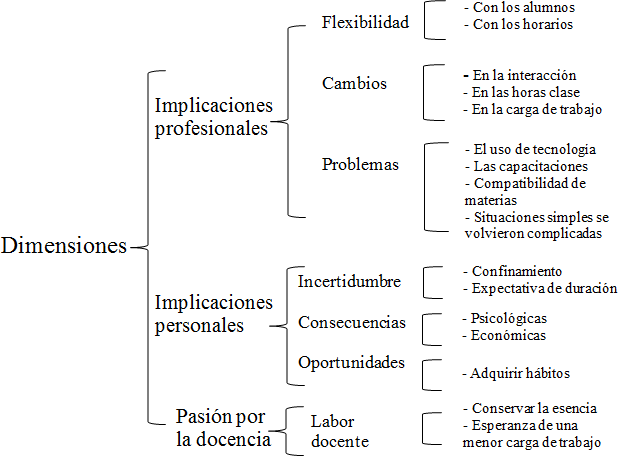 Dimensiones
Implicaciones
profesionales
Flexibilidad
- Con los alumnos
- Con los horarios
Cambios
- En la interacción
- En las horas clase
- En la carga de trabajo
Problemas
- El uso de tecnología
- Las capacitaciones
- Compatibilidad de
materias
- Situaciones simples se
volvieron complicadas
Implicaciones
personales
Incertidumbre
- Confinamiento
- Expectativa de duración
Consecuencias
- Psicológicas
- Económicas
Oportunidades
- Adquirir hábitos
Pasión por
la docencia
Labor
docente
- Conservar la esencia
- Esperanza de una
menor carga de trabajo